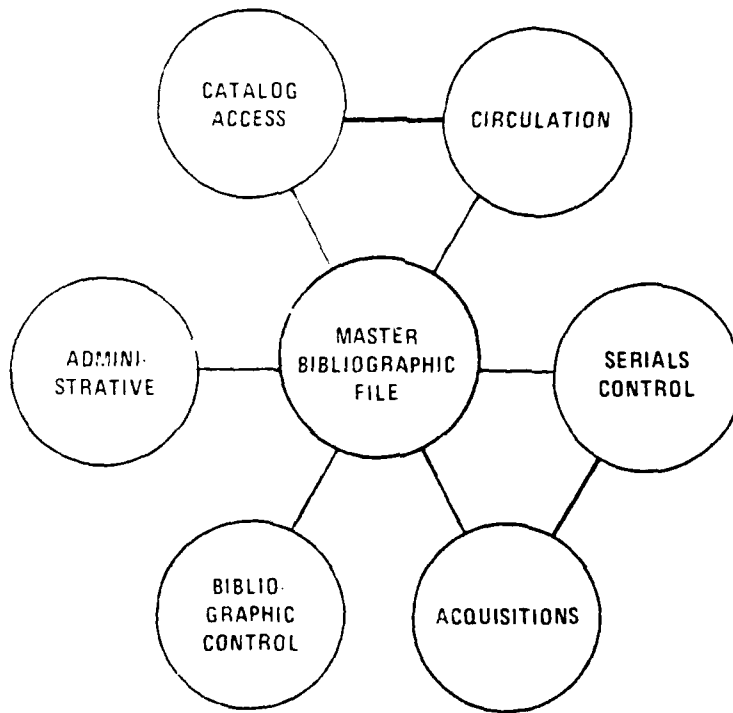 CATALOG
ACCESS
CIRCULATION
MASTER
BIBLIOGRAPHIC
FILE
ADMINI-
STRATIVE
SERIALS
CONTROL
BIBLIO-
GRAPHIC
CONTROL
ACQUISITIONS